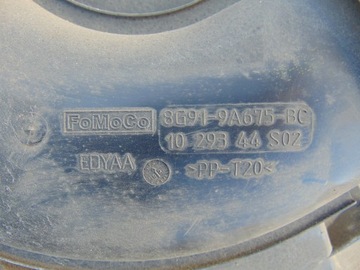 FoMoCo 8G91-9A675-BC
10 293 44 S02
EDYAA >PP-T20<